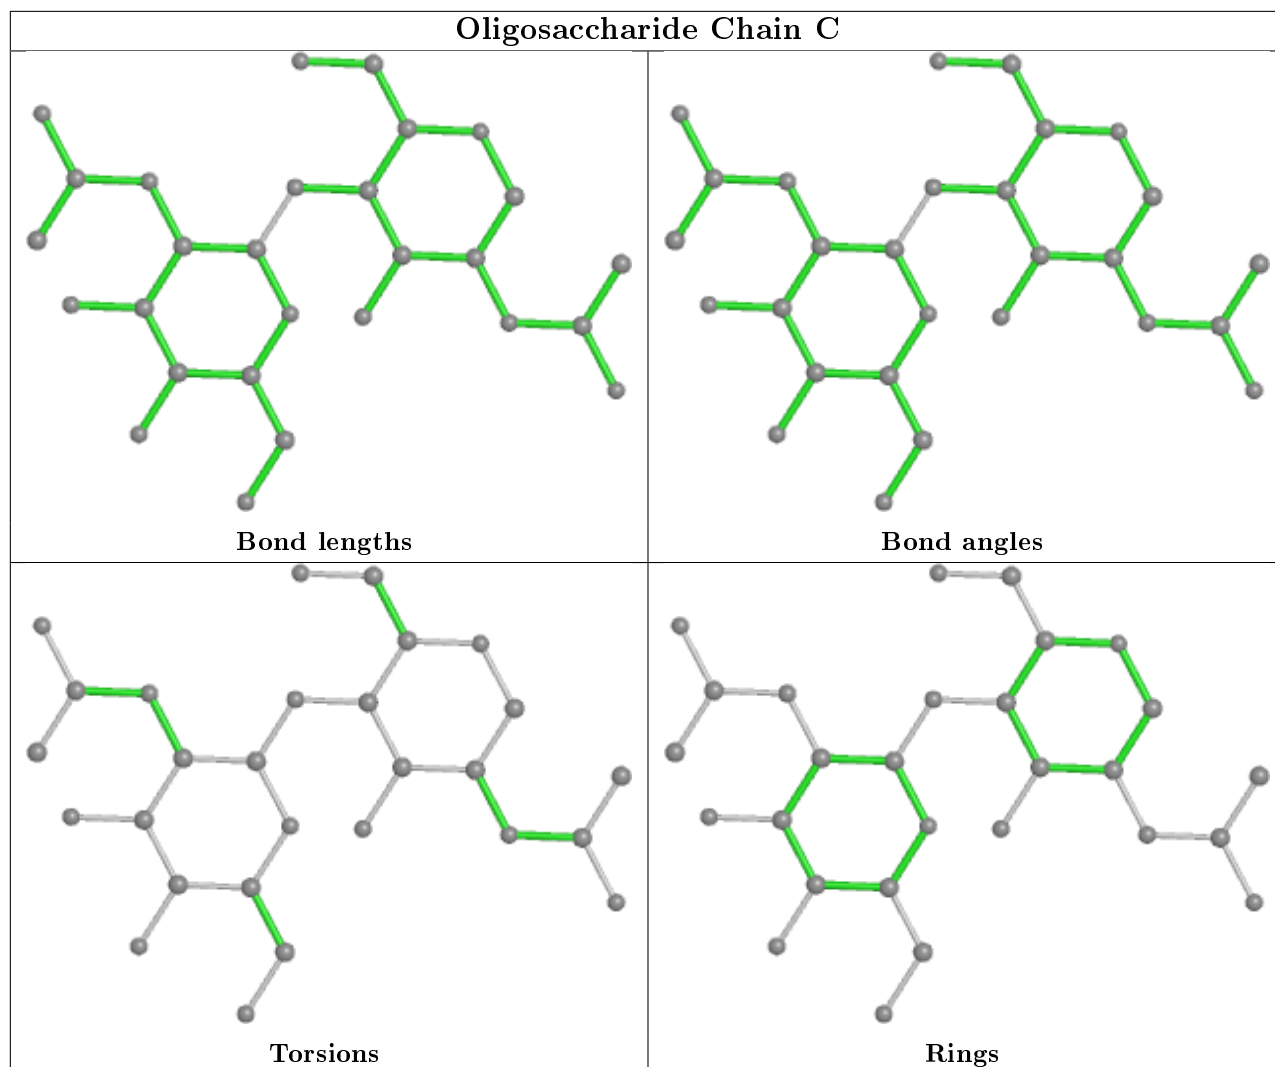 Oligosaccharide Chain C
Bond lengths
Bond angles
Torsions
Rings